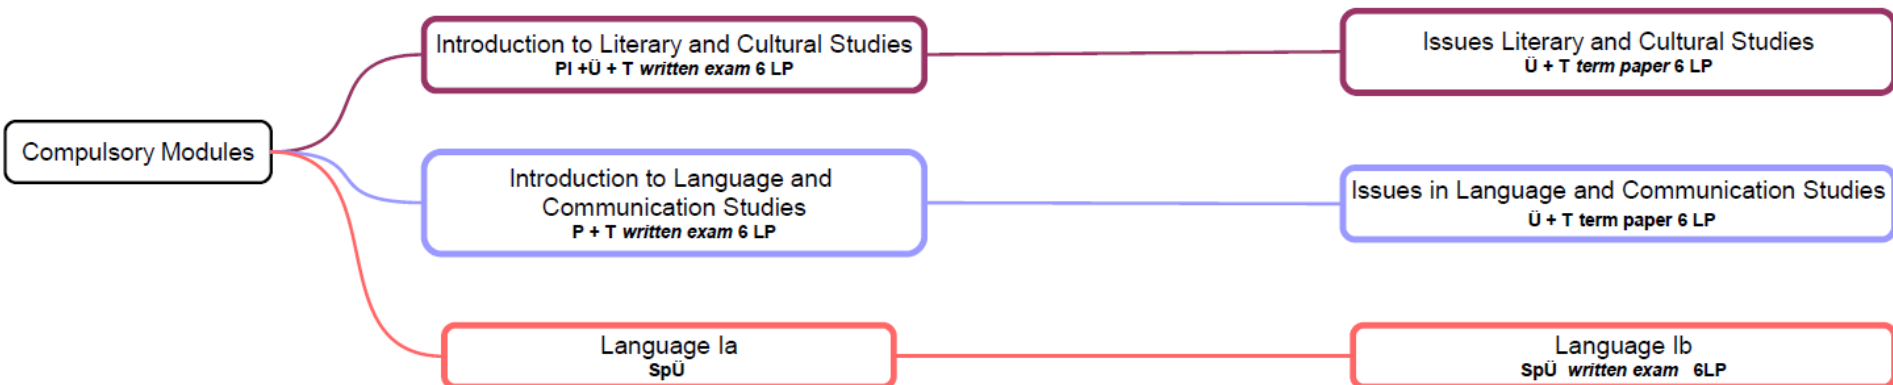 Compulsory Modules
Introduction to Literary and Cultural Studies
PI +Ü + T written exam 6 LP
Issues Literary and Cultural Studies
Ü + T term paper 6 LP
Introduction to Language and
Communication Studies
P + T written exam 6 LP
Issues in Language and Communication Studies
Ü + T term paper 6 LP
Language Ia
SpÜ
Language Ib
SpÜ written exam 6LP